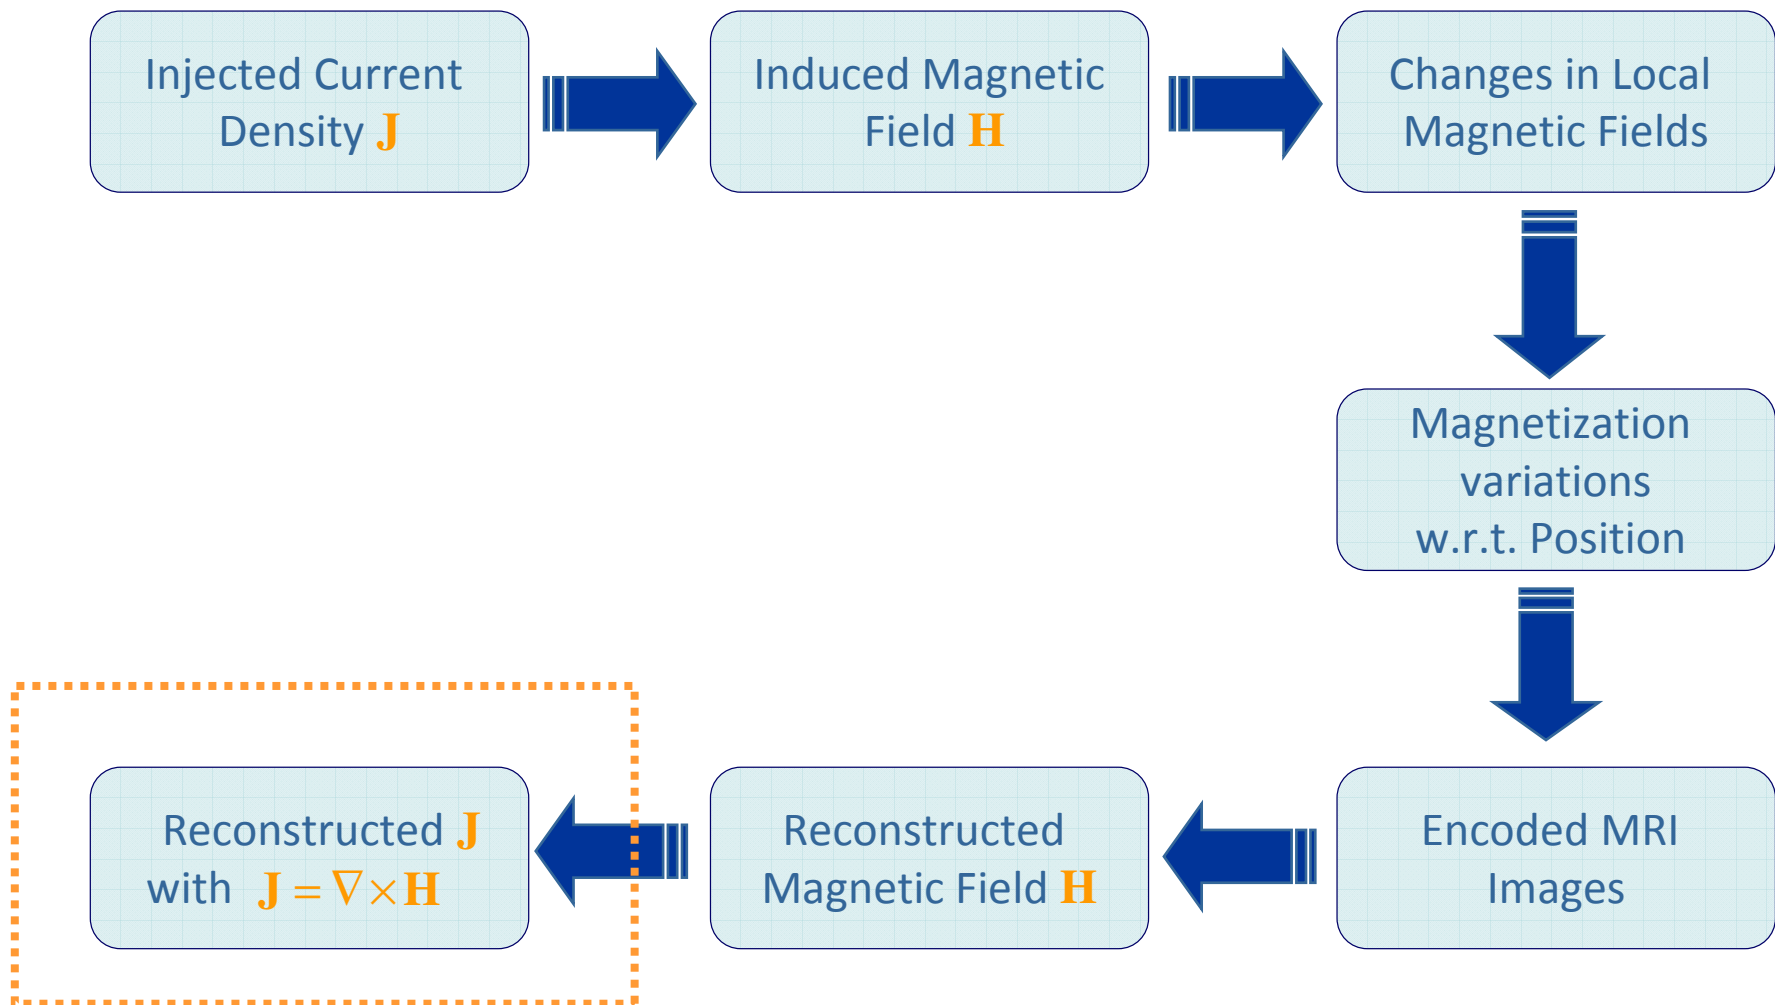 Injected Current
Density J
Induced Magnetic
Field H
Changes in Local
Magnetic Fields
Magnetization
variations
w.r.t. Position
Encoded MRI
Images
Reconstructed
Magnetic Field H
Reconstructed J
with J = ∇×H